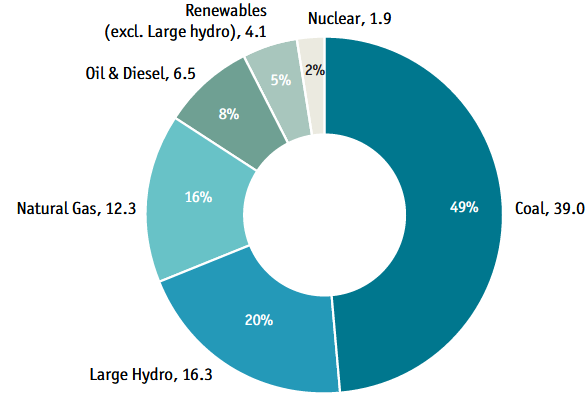 Renewables
(excl. Large hydro), 4.1
Nuclear, 1.9
Oil & Diesel, 6.5
5%
2%
8%
Natural Gas, 12.3
16%
49%
Coal, 39.0
20%
Large Hydro, 16.3